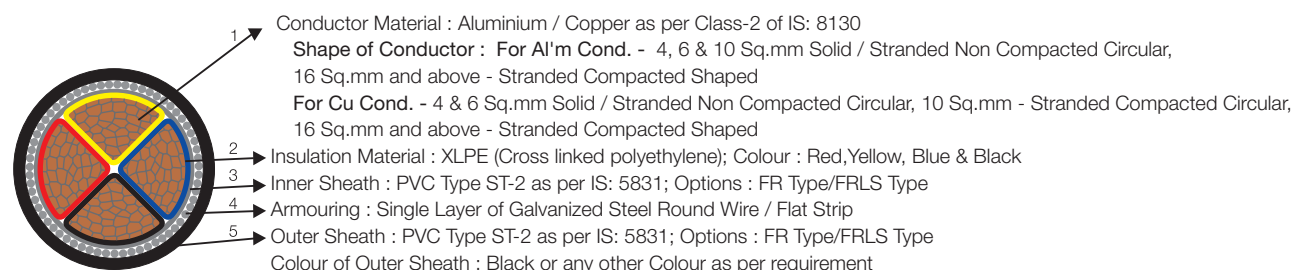 1 Conductor Material : Aluminium / Copper as per Class-2 of IS: 8130
Shape of Conductor : For Al'm Cond. - 4, 6 & 10 Sq.mm Solid / Stranded Non Compacted Circular,
16 Sq.mm and above - Stranded Compacted Shaped
For Cu Cond. - 4 & 6 Sq.mm Solid / Stranded Non Compacted Circular, 10 Sq.mm - Stranded Compacted Circular,
16 Sq.mm and above - Stranded Compacted Shaped
2 Insulation Material : XLPE (Cross linked polyethylene); Colour : Red,Yellow, Blue & Black
3 Inner Sheath : PVC Type ST-2 as per IS: 5831; Options : FR Type/FRLS Type
4 Armouring : Single Layer of Galvanized Steel Round Wire / Flat Strip
5 Outer Sheath : PVC Type ST-2 as per IS: 5831; Options : FR Type/FRLS Type
Colour of Outer Sheath : Black or any other Colour as per requirement